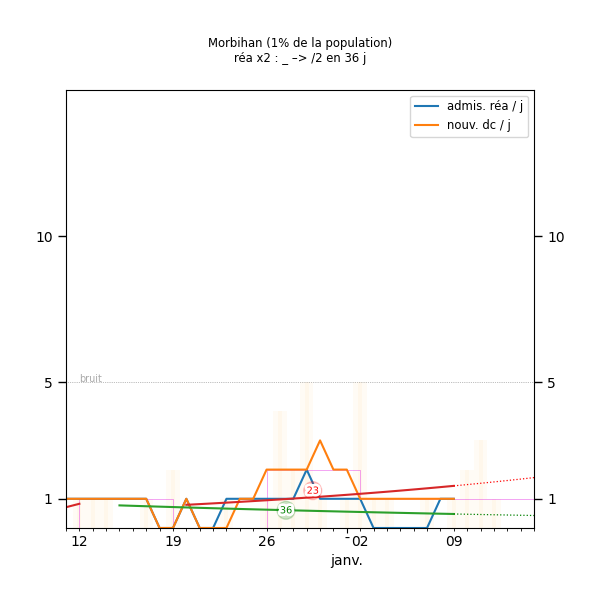 Morbihan (1% de la population)
réa x2 : _ –> /2 en 36 j
admis. réa / j
nouv. dc / j
10
10
bruit
5
5
23
1
1
36
12
19
26
02
09
janv.